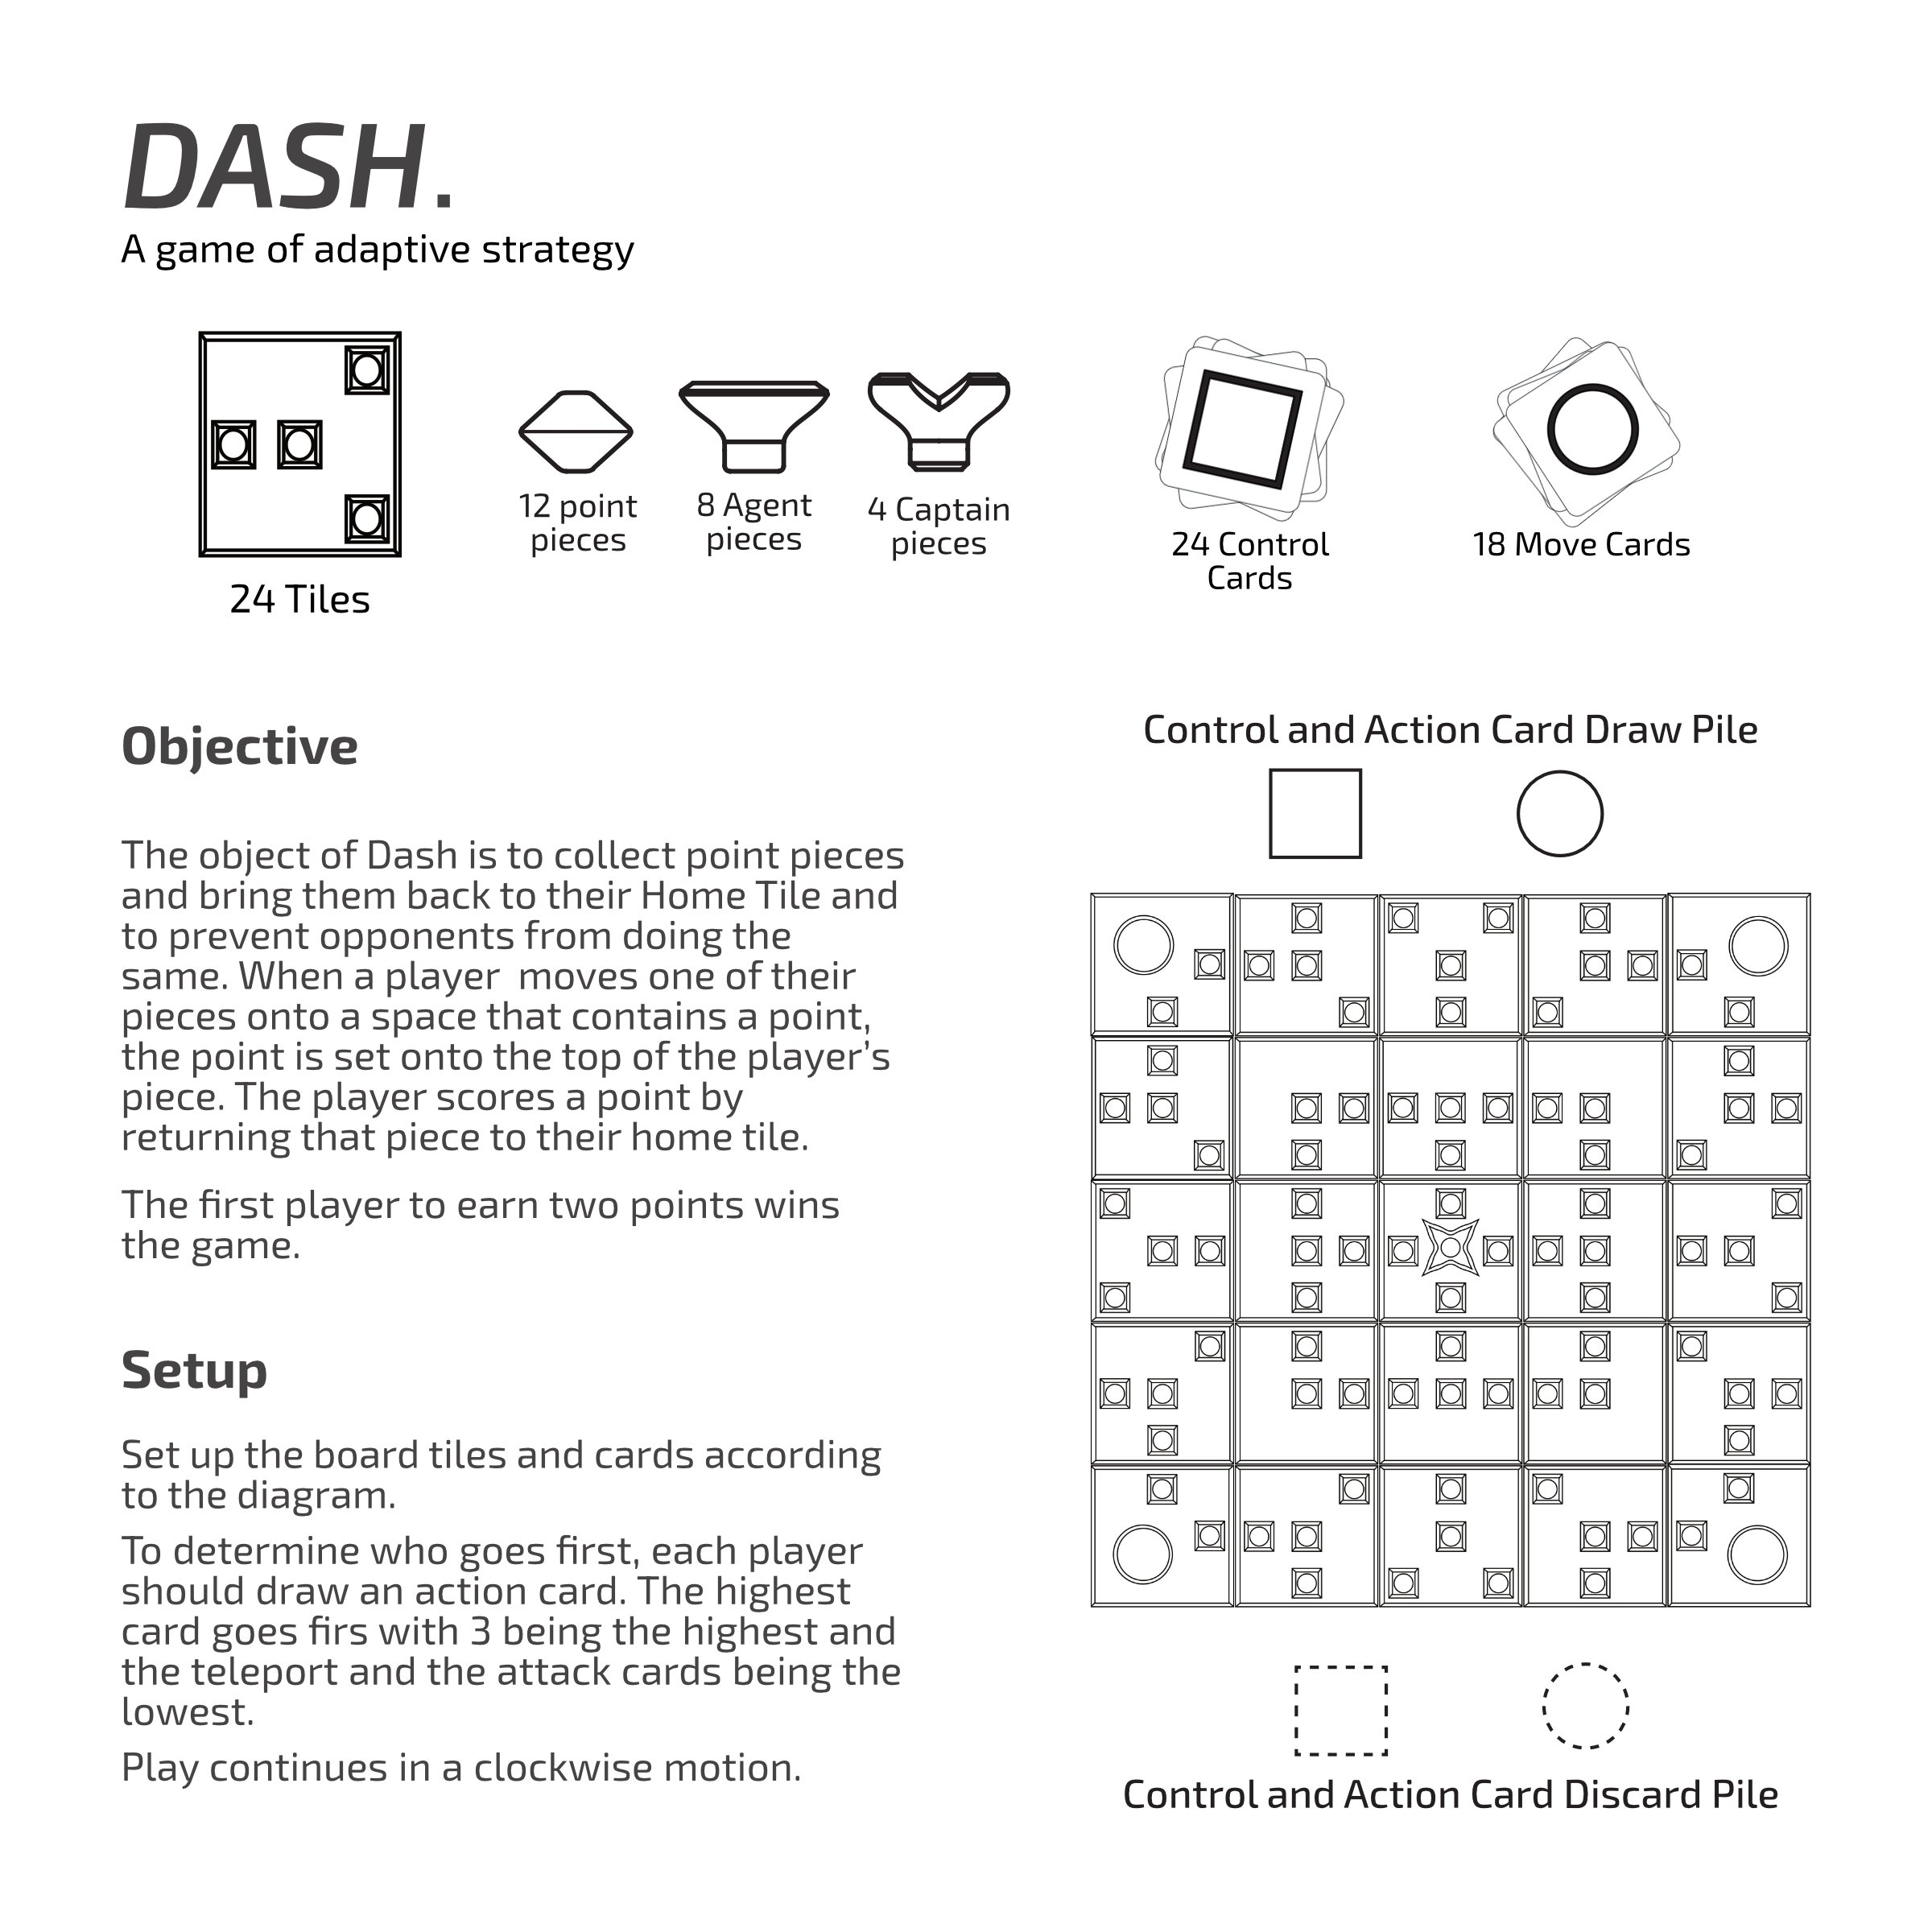 DASH.
A game of adaptive strategy
24 Tiles
12 point
pieces
8 Agent
pieces
4 Captain
pieces
24 Control
Cards
18 Move Cards
Objective
The object of Dash is to collect point pieces
and bring them back to their Home Tile and
to prevent opponents from doing the
same. When a player  moves one of their
pieces onto a space that contains a point,
the point is set onto the top of the player's
piece. The player scores a point by
returning that piece to their home tile.
The first player to earn two points wins
the game.
Setup
Set up the board tiles and cards according
to the diagram.
To determine who goes first, each player
should draw an action card. The highest
card goes firs with 3 being the highest and
the teleport and the attack cards being the
lowest.
Play continues in a clockwise motion.
Control and Action Card Draw Pile
Control and Action Card Discard Pile